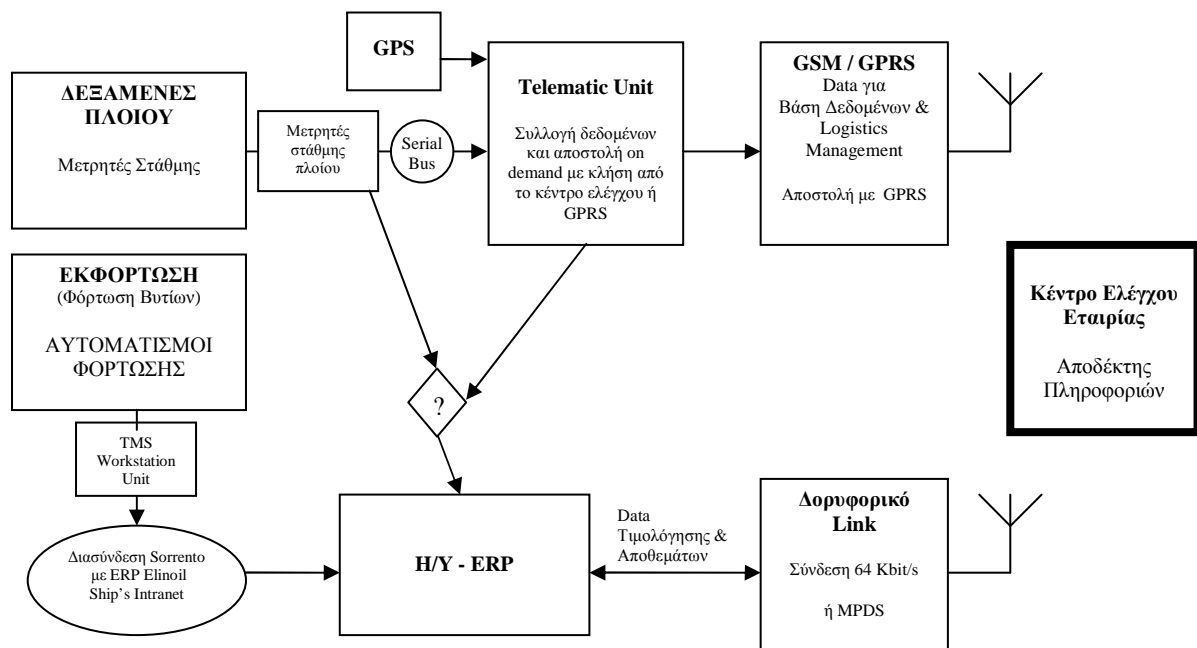 GPS
ΔΕΞΑΜΕΝΕΣ
ΠΛΟΙΟΥ
Μετρητές Στάθμης
Μετρητές
στάθμης
πλοίου
Serial
Bus
Telematic Unit
Συλλογή δεδομένων
και αποστολή on
demand με κλήση από
το κέντρο ελέγχου ή
GPRS
GSM / GPRS
Data για
Βάση Δεδομένων &
Logistics
Management
Αποστολή με GPRS
ΕΚΦΟΡΤΩΣΗ
(Φόρτωση Βυτίων)
ΑΥΤΟΜΑΤΙΣΜΟΙ
ΦΟΡΤΩΣΗΣ
Κέντρο Ελέγχου
Εταιρίας
Αποδέκτης
Πληροφοριών
?
TMS
Workstation
Unit
Διασύνδεση Sorrento
με ERP Elinoil
Ship's Intranet
Η/Υ - ERP
Data
Τιμολόγησης &
Αποθεμάτων
Δορυφορικό
Link
Σύνδεση 64 Kbit/s
ή MPDS